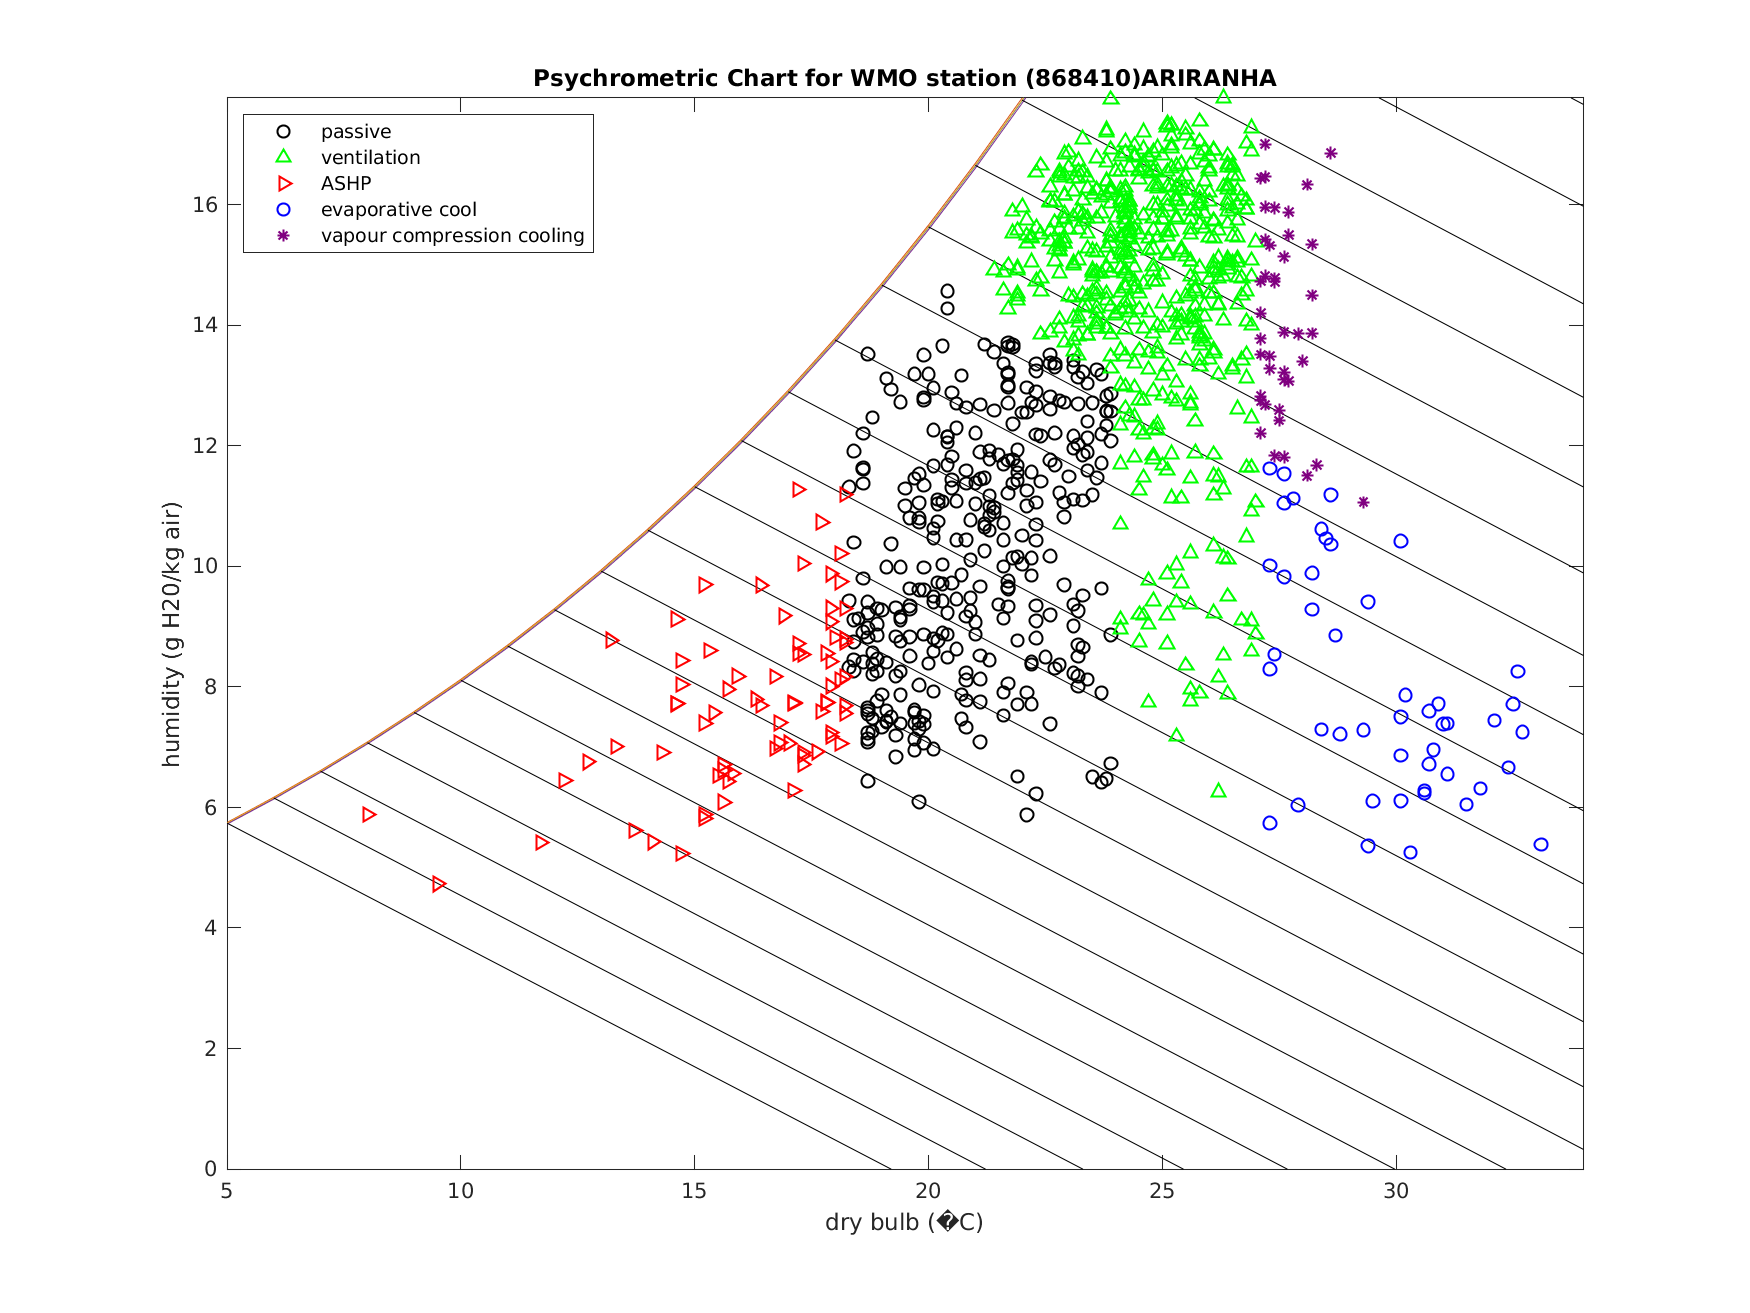 Psychrometric Chart for WMO station (868410)ARIRANHA
passive
ventilation
ASHP
evaporative cool
vapour compression cooling
humidity (g H20/kg air)
16
14
12
10
8
6
4
2
0
5 10 15 20 25 30
dry bulb (�C)